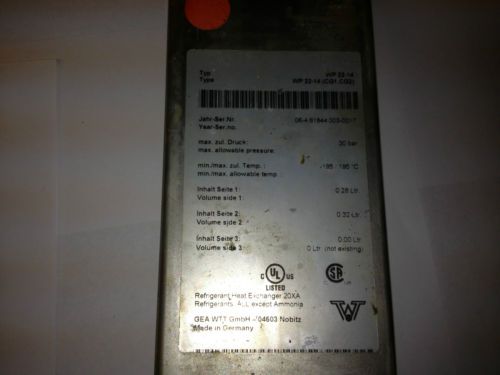 Typ WP 22-14
Type WP 22-14 (CG1,CG2)
Jahr-Ser.Nr.
Year-Ser.no.
max. zul. Druck: 30 bar
max. allowable pressure:
min./max. zul. Temp.: -195 / 195 °C
min./max. allowable temp.:
Inhalt Seite 1: 0.28 Ltr.
Volume side 1:
Inhalt Seite 2: 0.32 Ltr.
Volume side 2:
Inhalt Seite 3: 0.00 Ltr.
Volume side 3: 0 Ltr. (not existing)
C UL US SA
LISTED
Refrigerant Heat Exchanger 20XA
Refrigerants: ALL except Ammonia
GEA WTT GmbH - 04603 Nobitz
Made in Germany